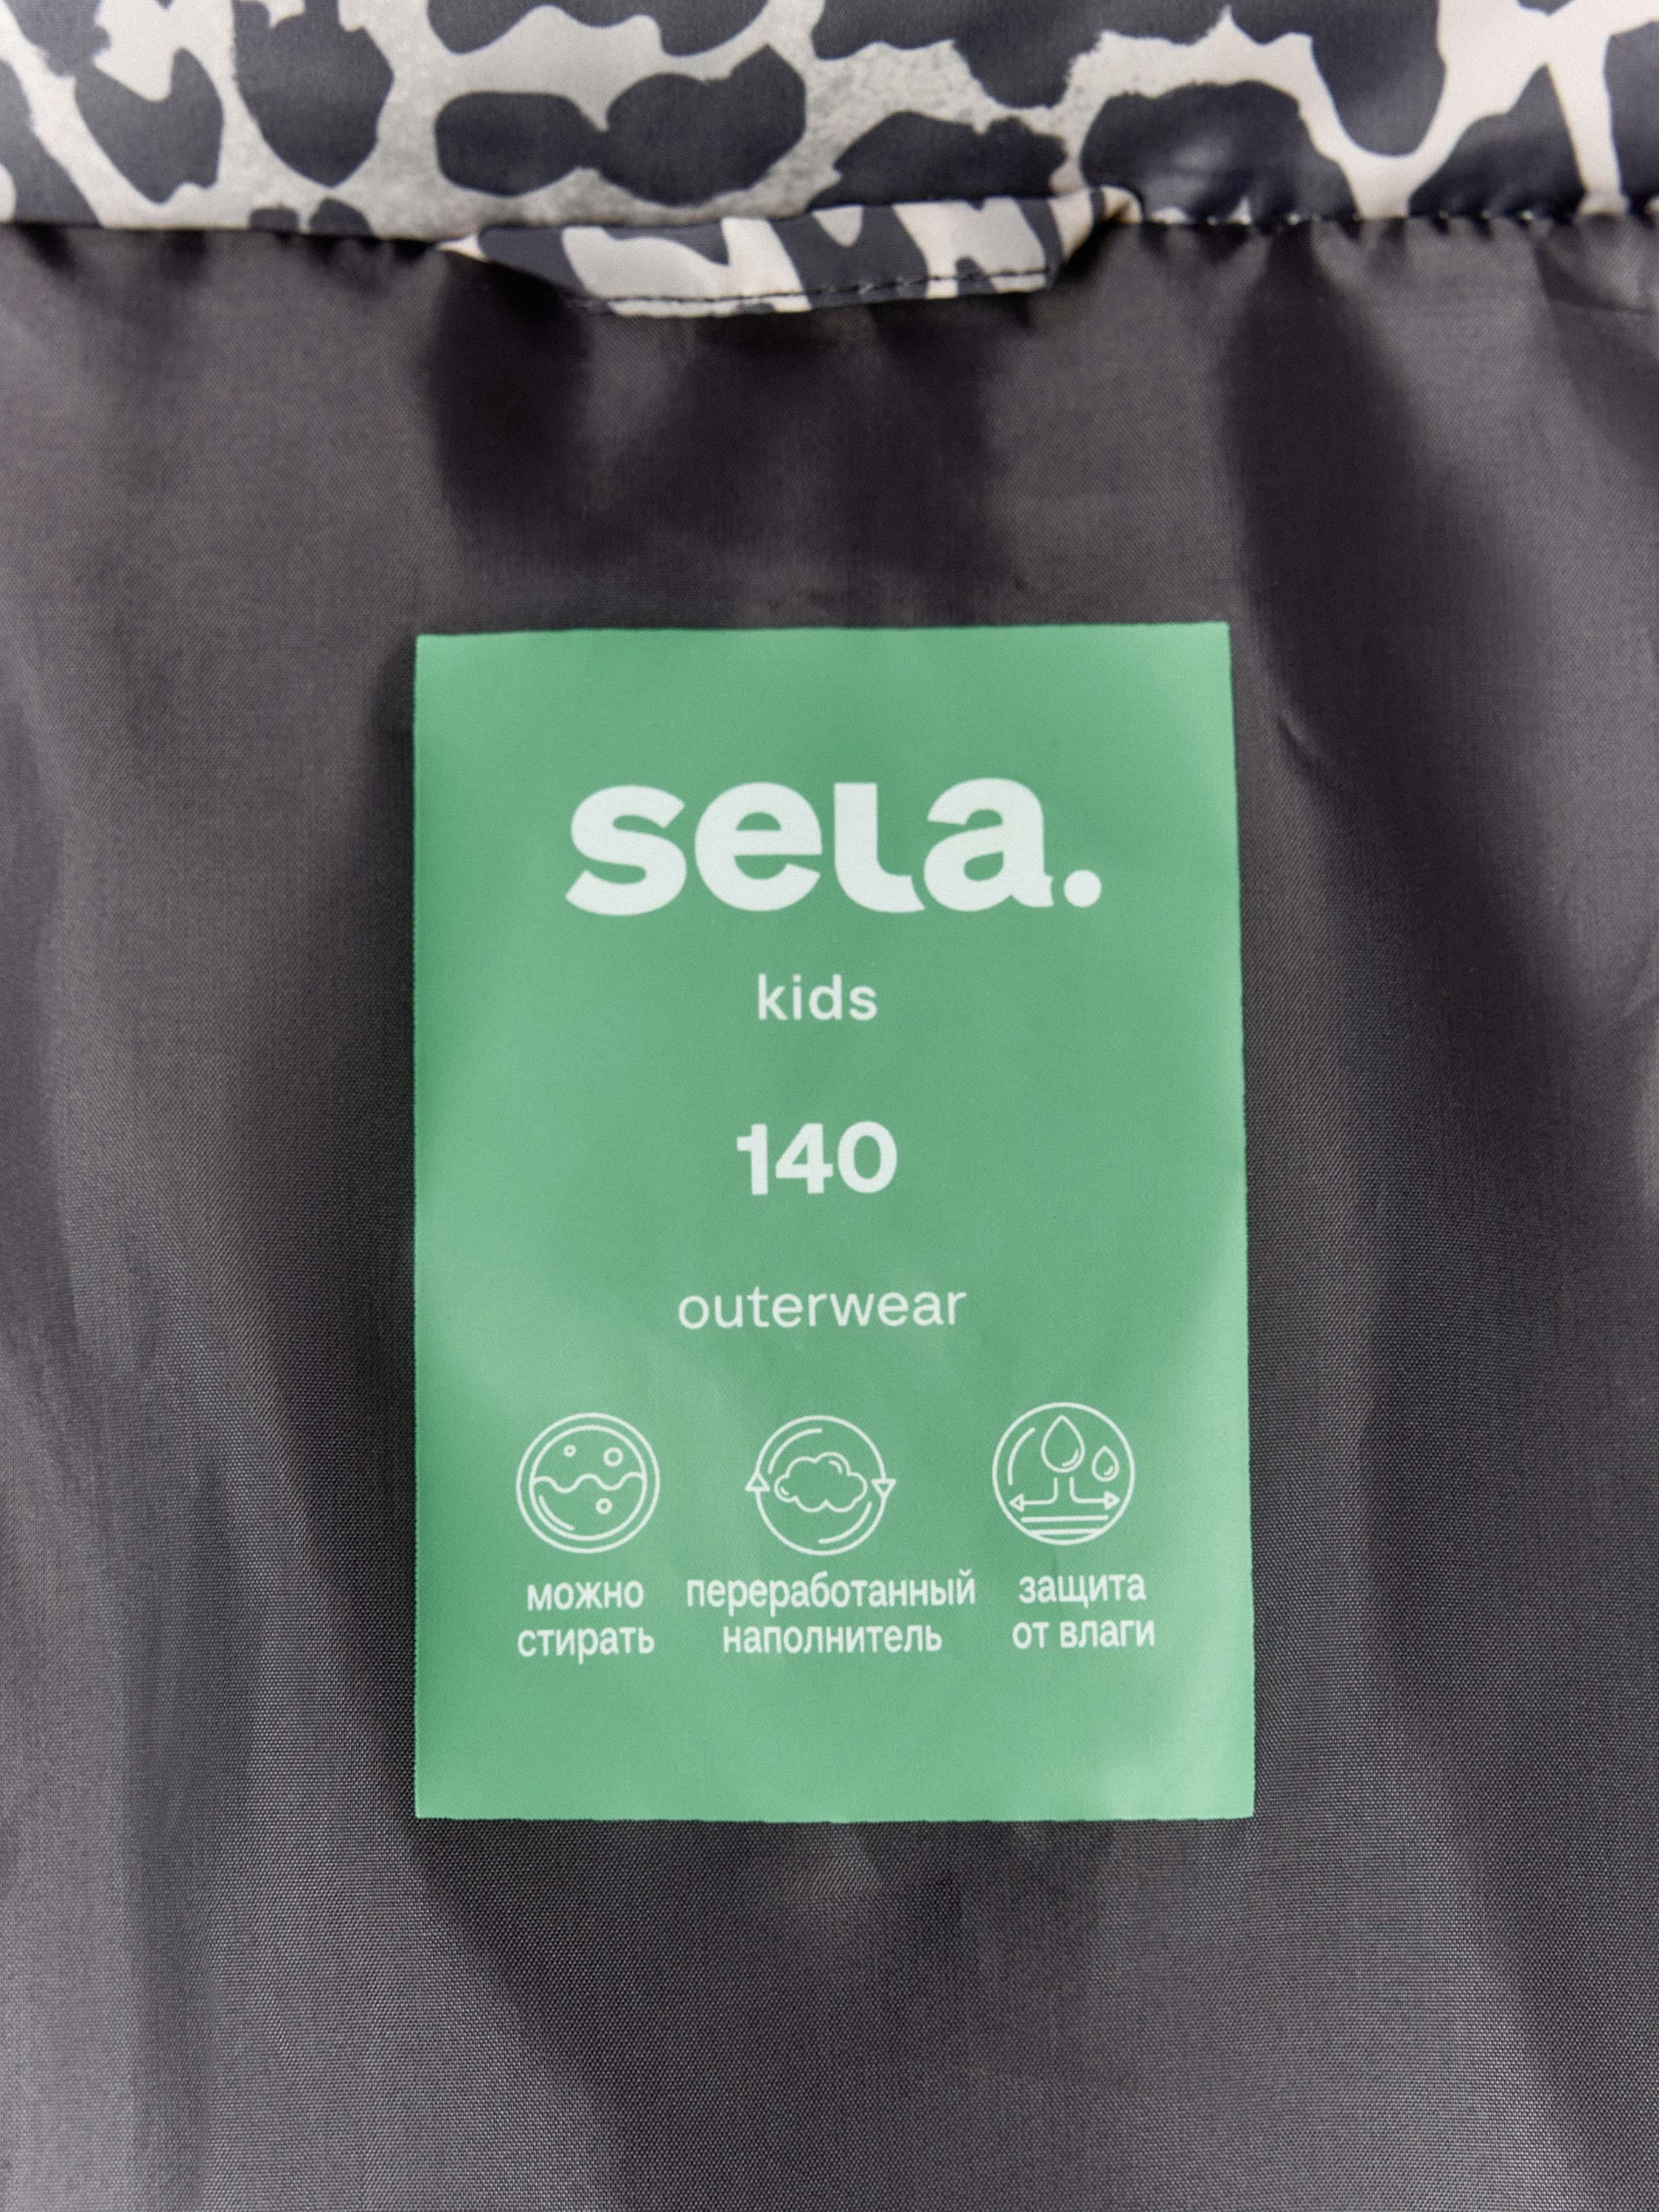 sela.
kids
140
outerwear
можно
стирать
переработанный
наполнитель
защита
от влаги